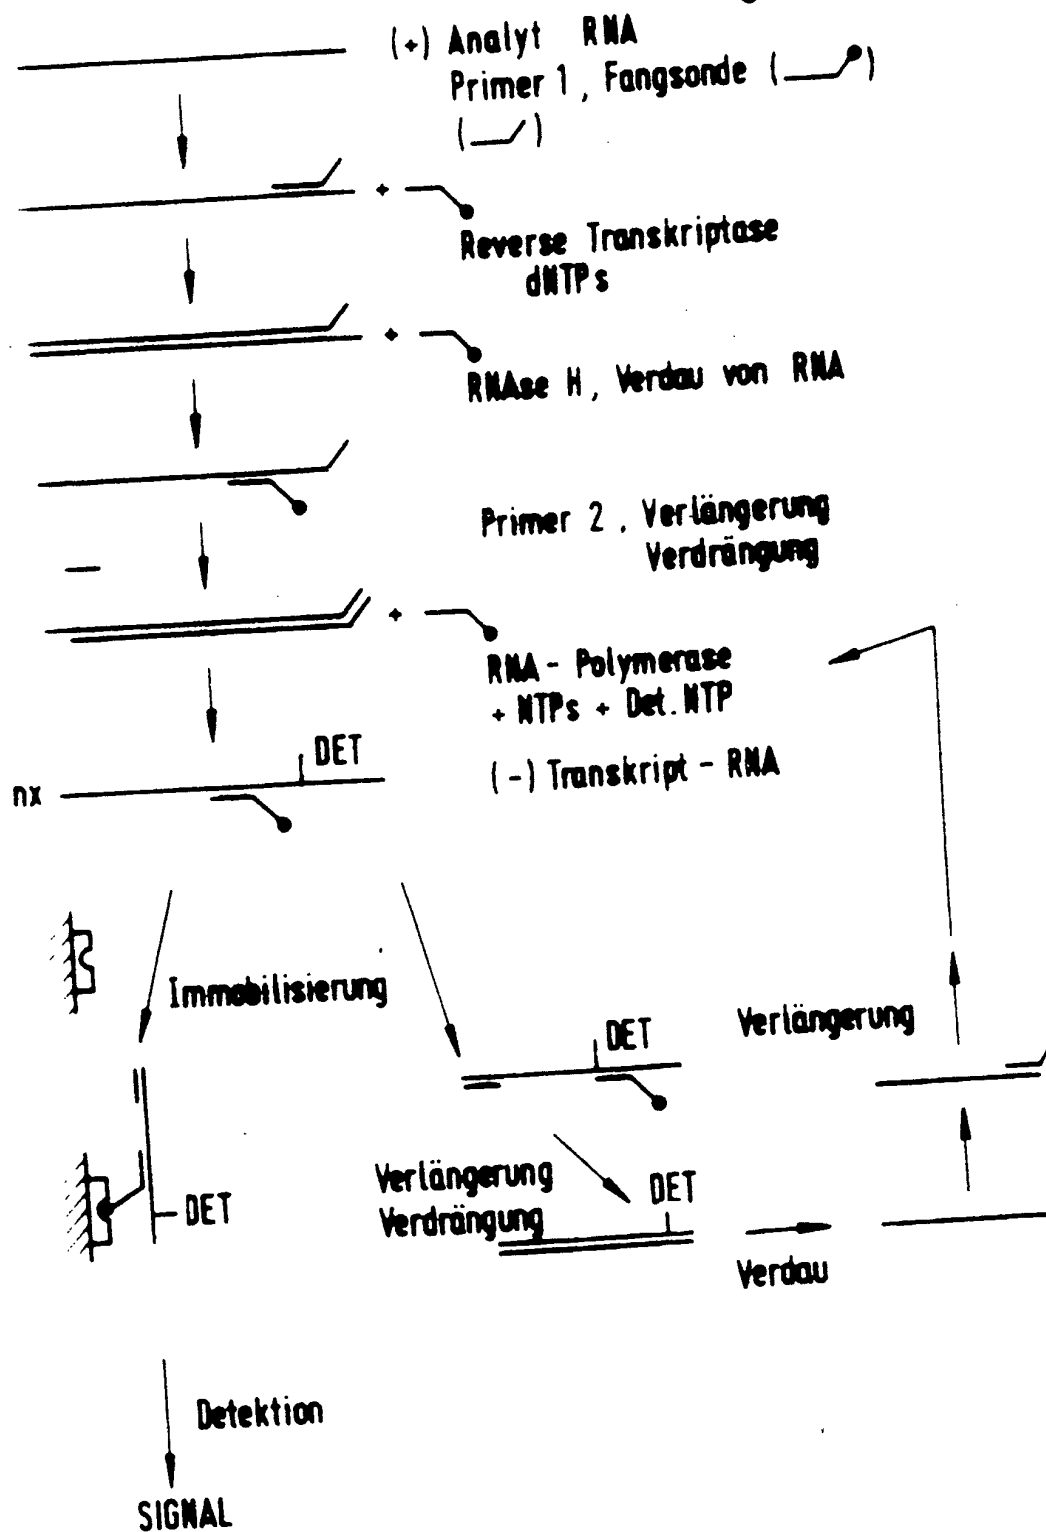 (+) Analyt RNA
Primer 1, Fangsonde ( )
( )
+
Reverse Transkriptase
dNTPs
+
RNAse H, Verdau von RNA
Primer 2, Verlängerung
Verdrängung
+
RNA - Polymerase
+ NTPs + Det. NTP
DET
(-) Transkript - RNA
nx
Immobilisierung
Verlängerung
DET
Verlängerung
Verdrängung
DET
DET
Verdau
Detektion
SIGNAL